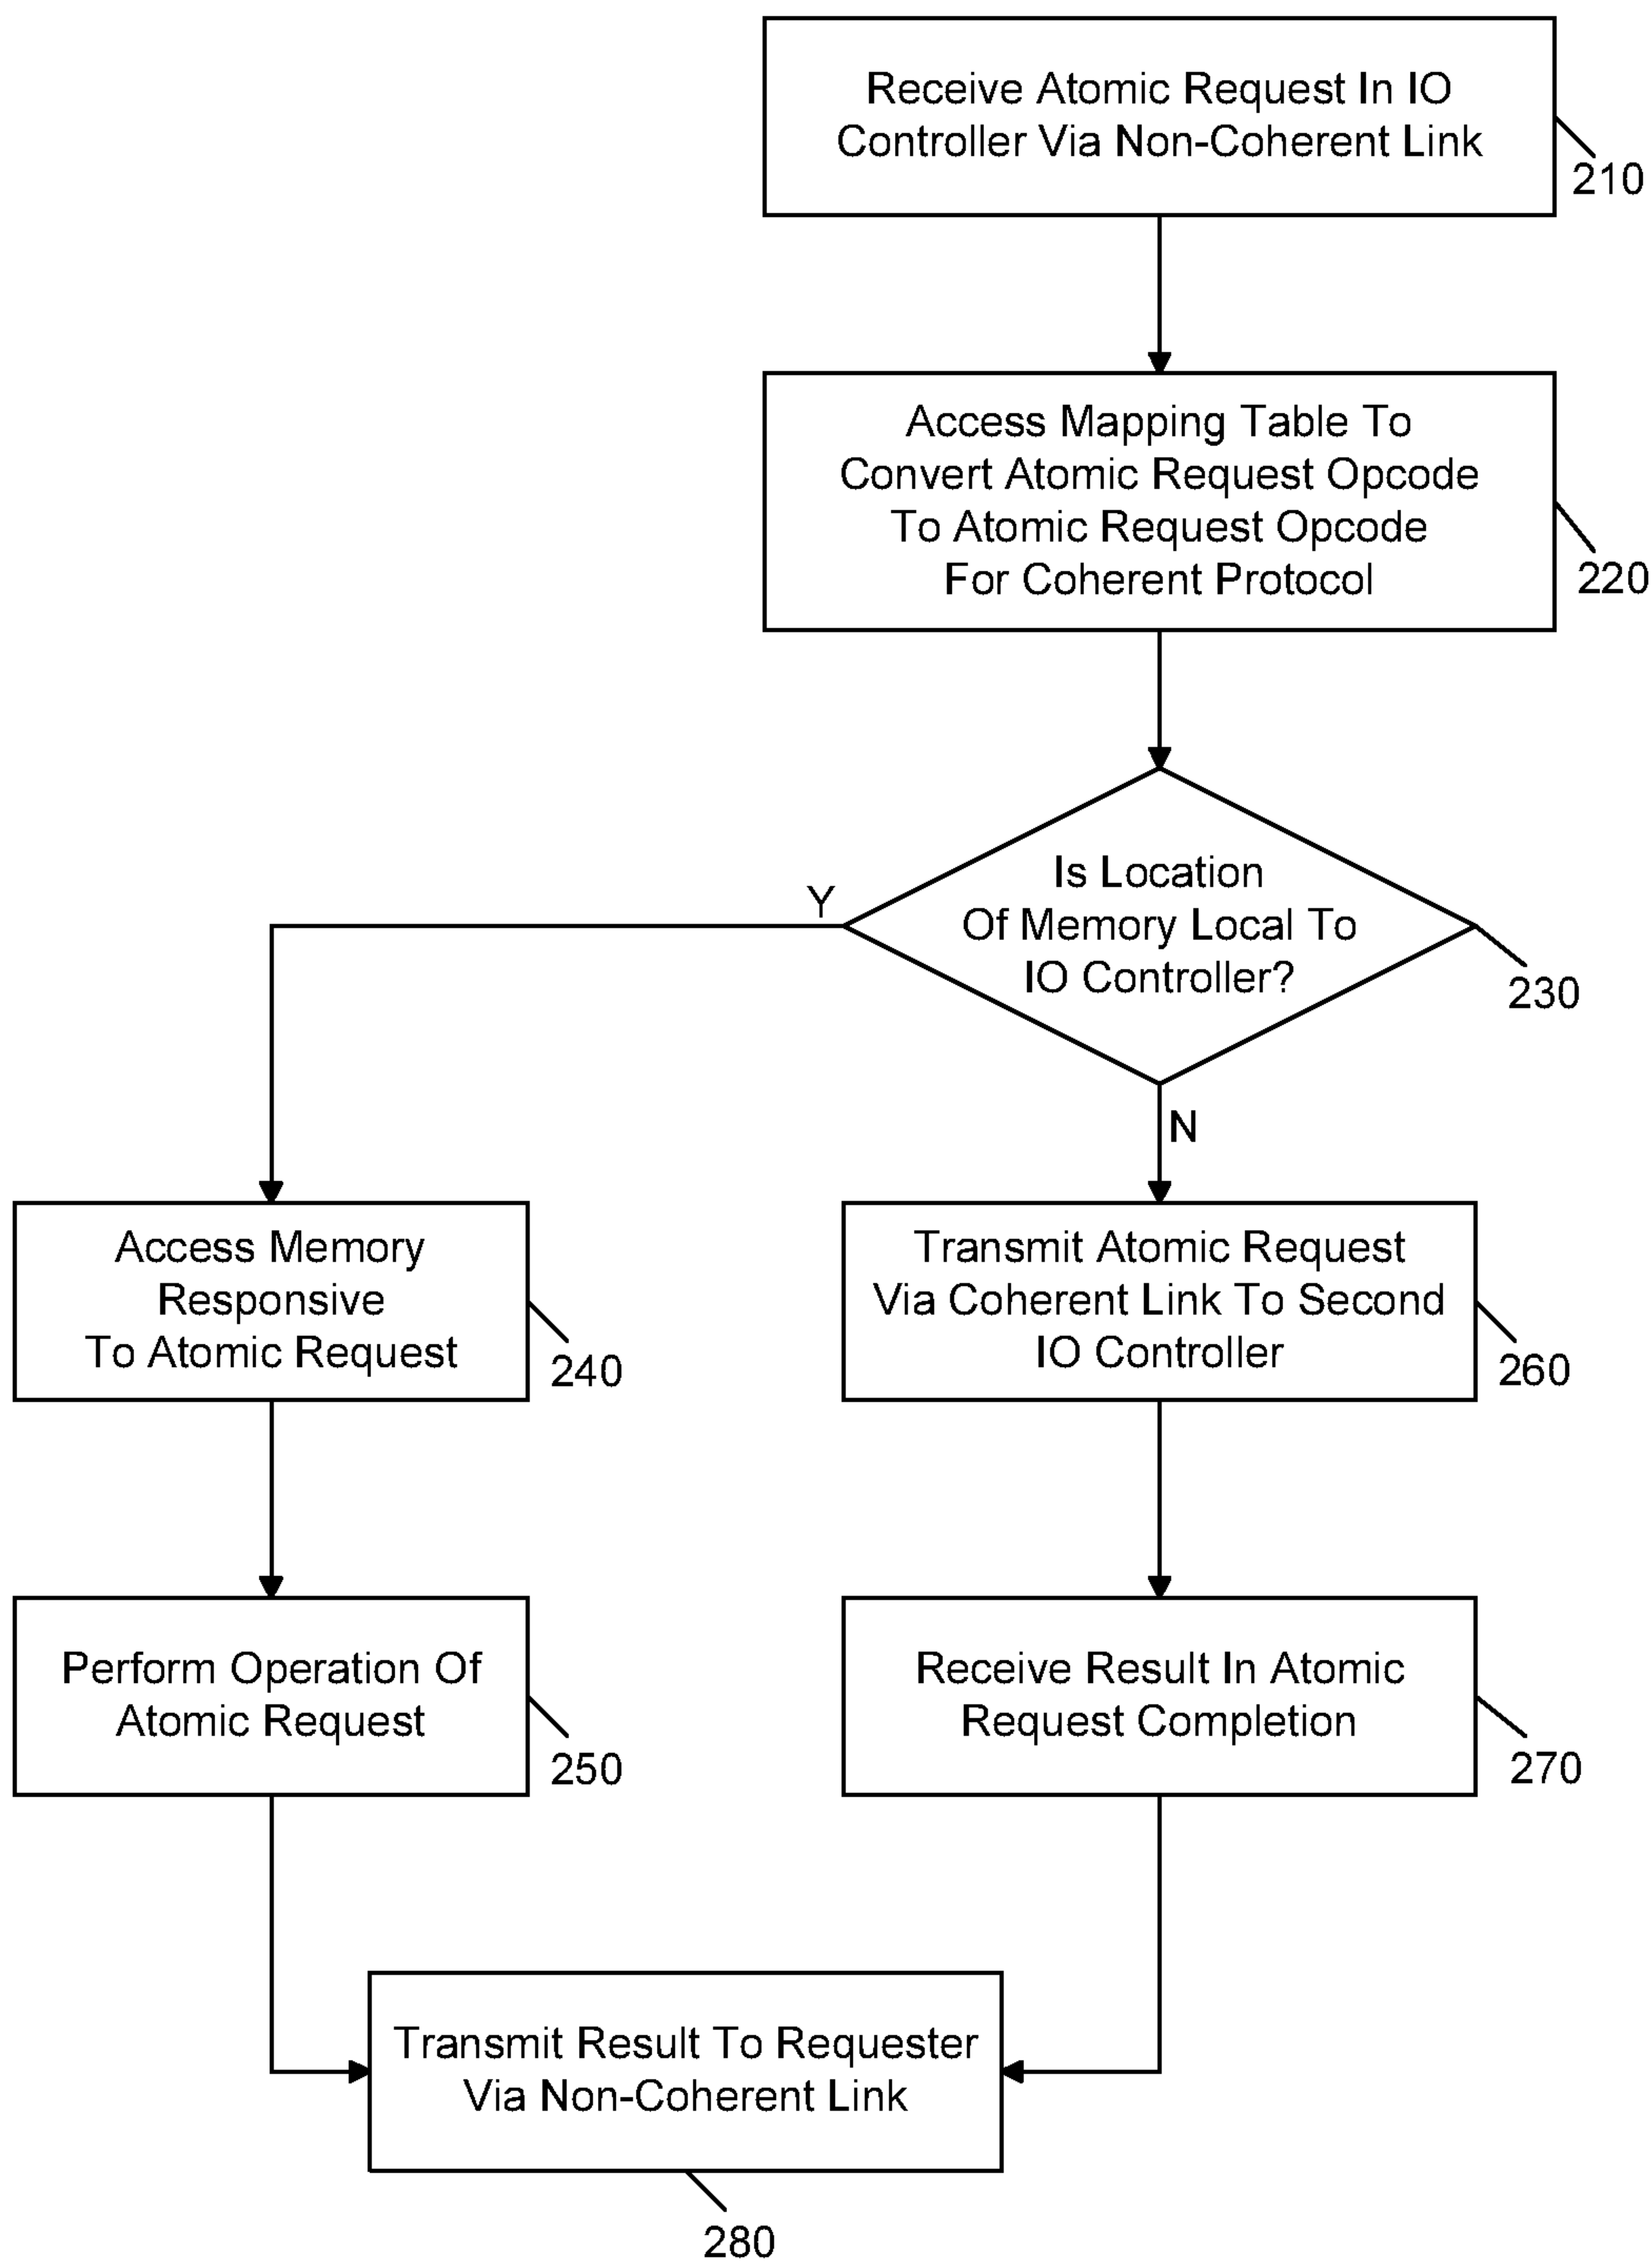 Receive Atomic Request In IO
Controller Via Non-Coherent Link
210
Access Mapping Table To
Convert Atomic Request Opcode
To Atomic Request Opcode
For Coherent Protocol
220
Is Location
Of Memory Local To
IO Controller?
230
Y
N
Access Memory
Responsive
To Atomic Request
240
Transmit Atomic Request
Via Coherent Link To Second
IO Controller
260
Perform Operation Of
Atomic Request
250
Receive Result In Atomic
Request Completion
270
Transmit Result To Requester
Via Non-Coherent Link
280